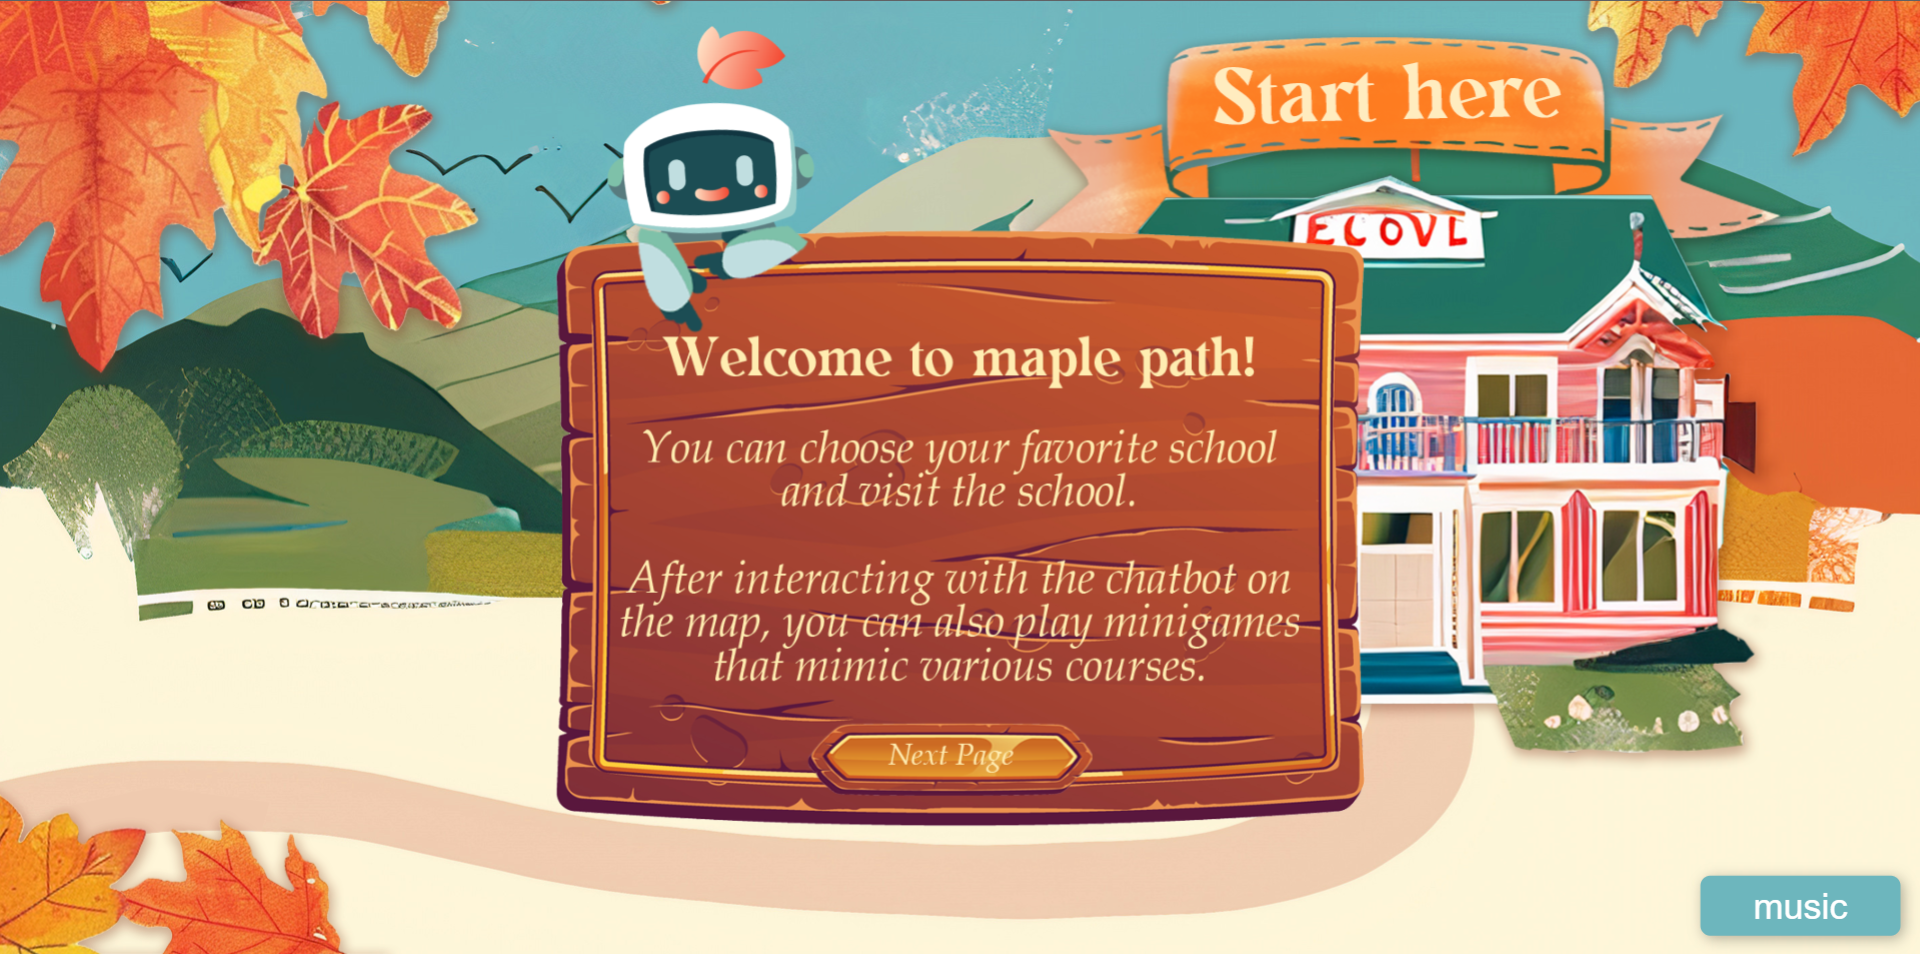 Start here
ECOVL
Welcome to maple path!
You can choose your favorite school
and visit the school.
After interacting with the chatbot on
the map, you can also play minigames
that mimic various courses.
Next Page
music